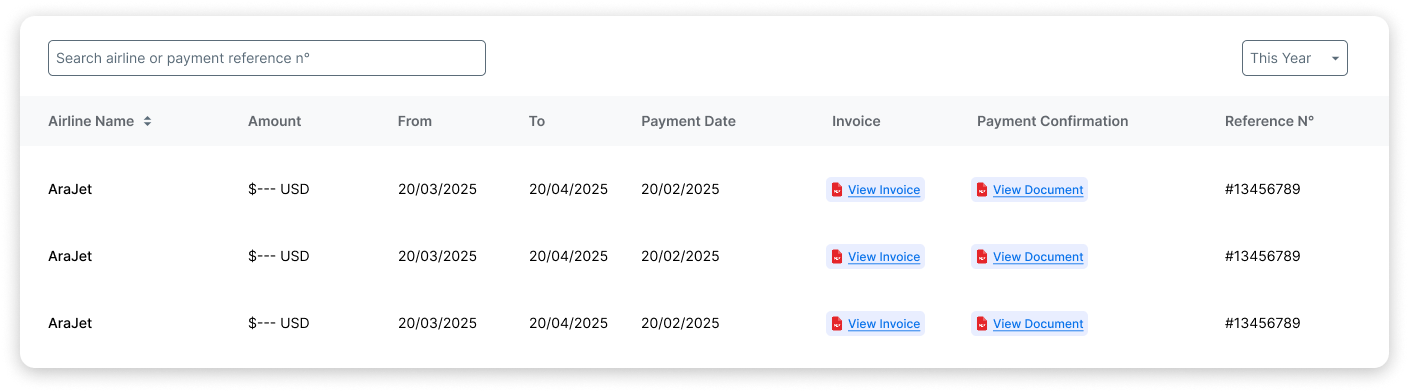 Search airline or payment reference n°
This Year
Airline Name Amount From To Payment Date Invoice Payment Confirmation Reference N°
AraJet $--- USD 20/03/2025 20/04/2025 20/02/2025 View Invoice View Document #13456789
AraJet $--- USD 20/03/2025 20/04/2025 20/02/2025 View Invoice View Document #13456789
AraJet $--- USD 20/03/2025 20/04/2025 20/02/2025 View Invoice View Document #13456789